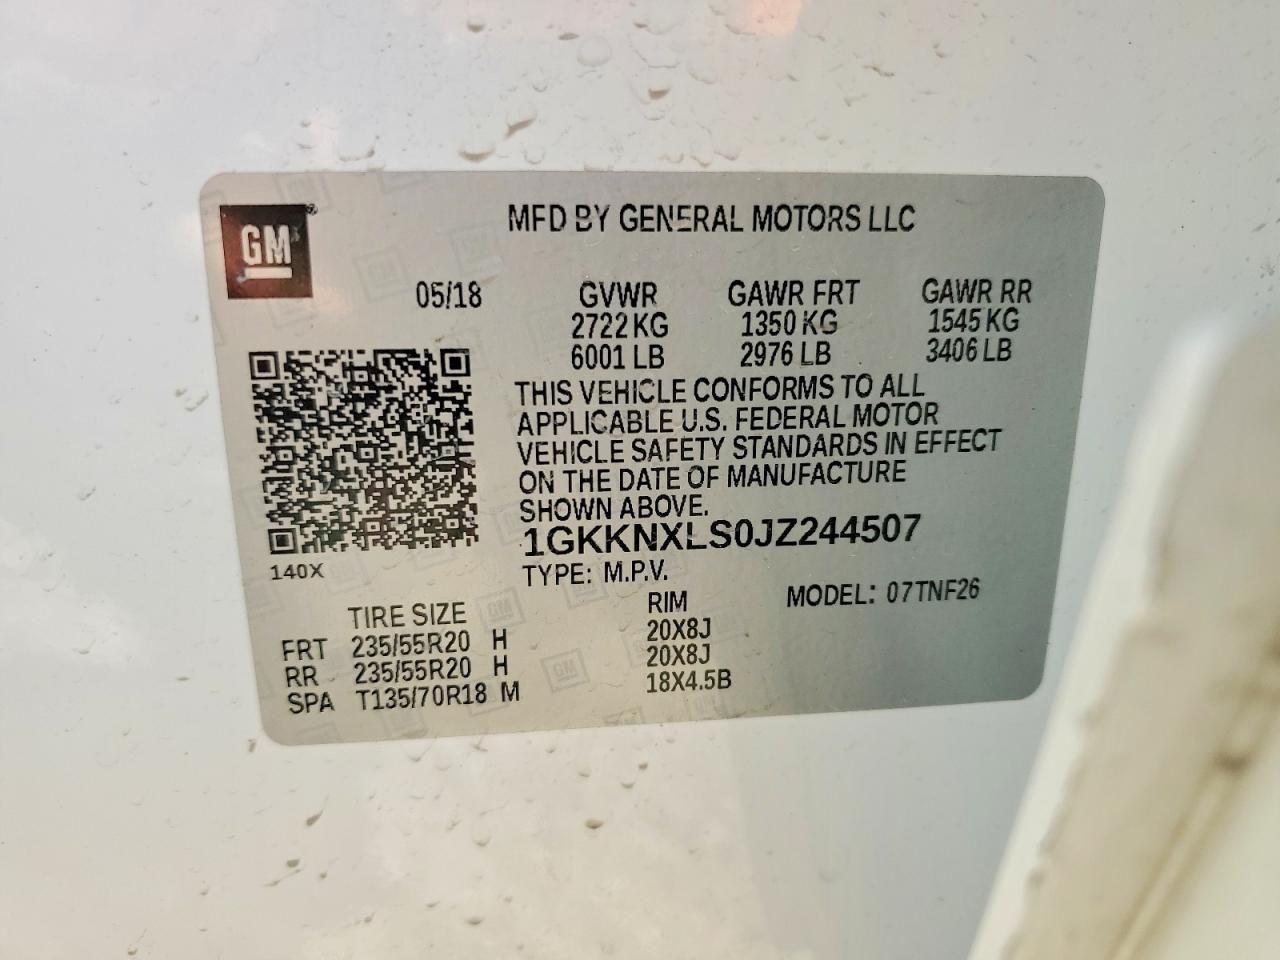 GM®
MFD BY GENERAL MOTORS LLC
05/18 GVWR GAWR FRT GAWR RR
2722 KG 1350 KG 1545 KG
6001 LB 2976 LB 3406 LB
THIS VEHICLE CONFORMS TO ALL
APPLICABLE U.S. FEDERAL MOTOR
VEHICLE SAFETY STANDARDS IN EFFECT
ON THE DATE OF MANUFACTURE
SHOWN ABOVE.
1GKKNXLS0JZ244507
140X
TYPE: M.P.V.
MODEL: 07TNF26
TIRE SIZE RIM
FRT 235/55R20 H 20X8J
RR 235/55R20 H 20X8J
SPA T135/70R18 M 18X4.5B